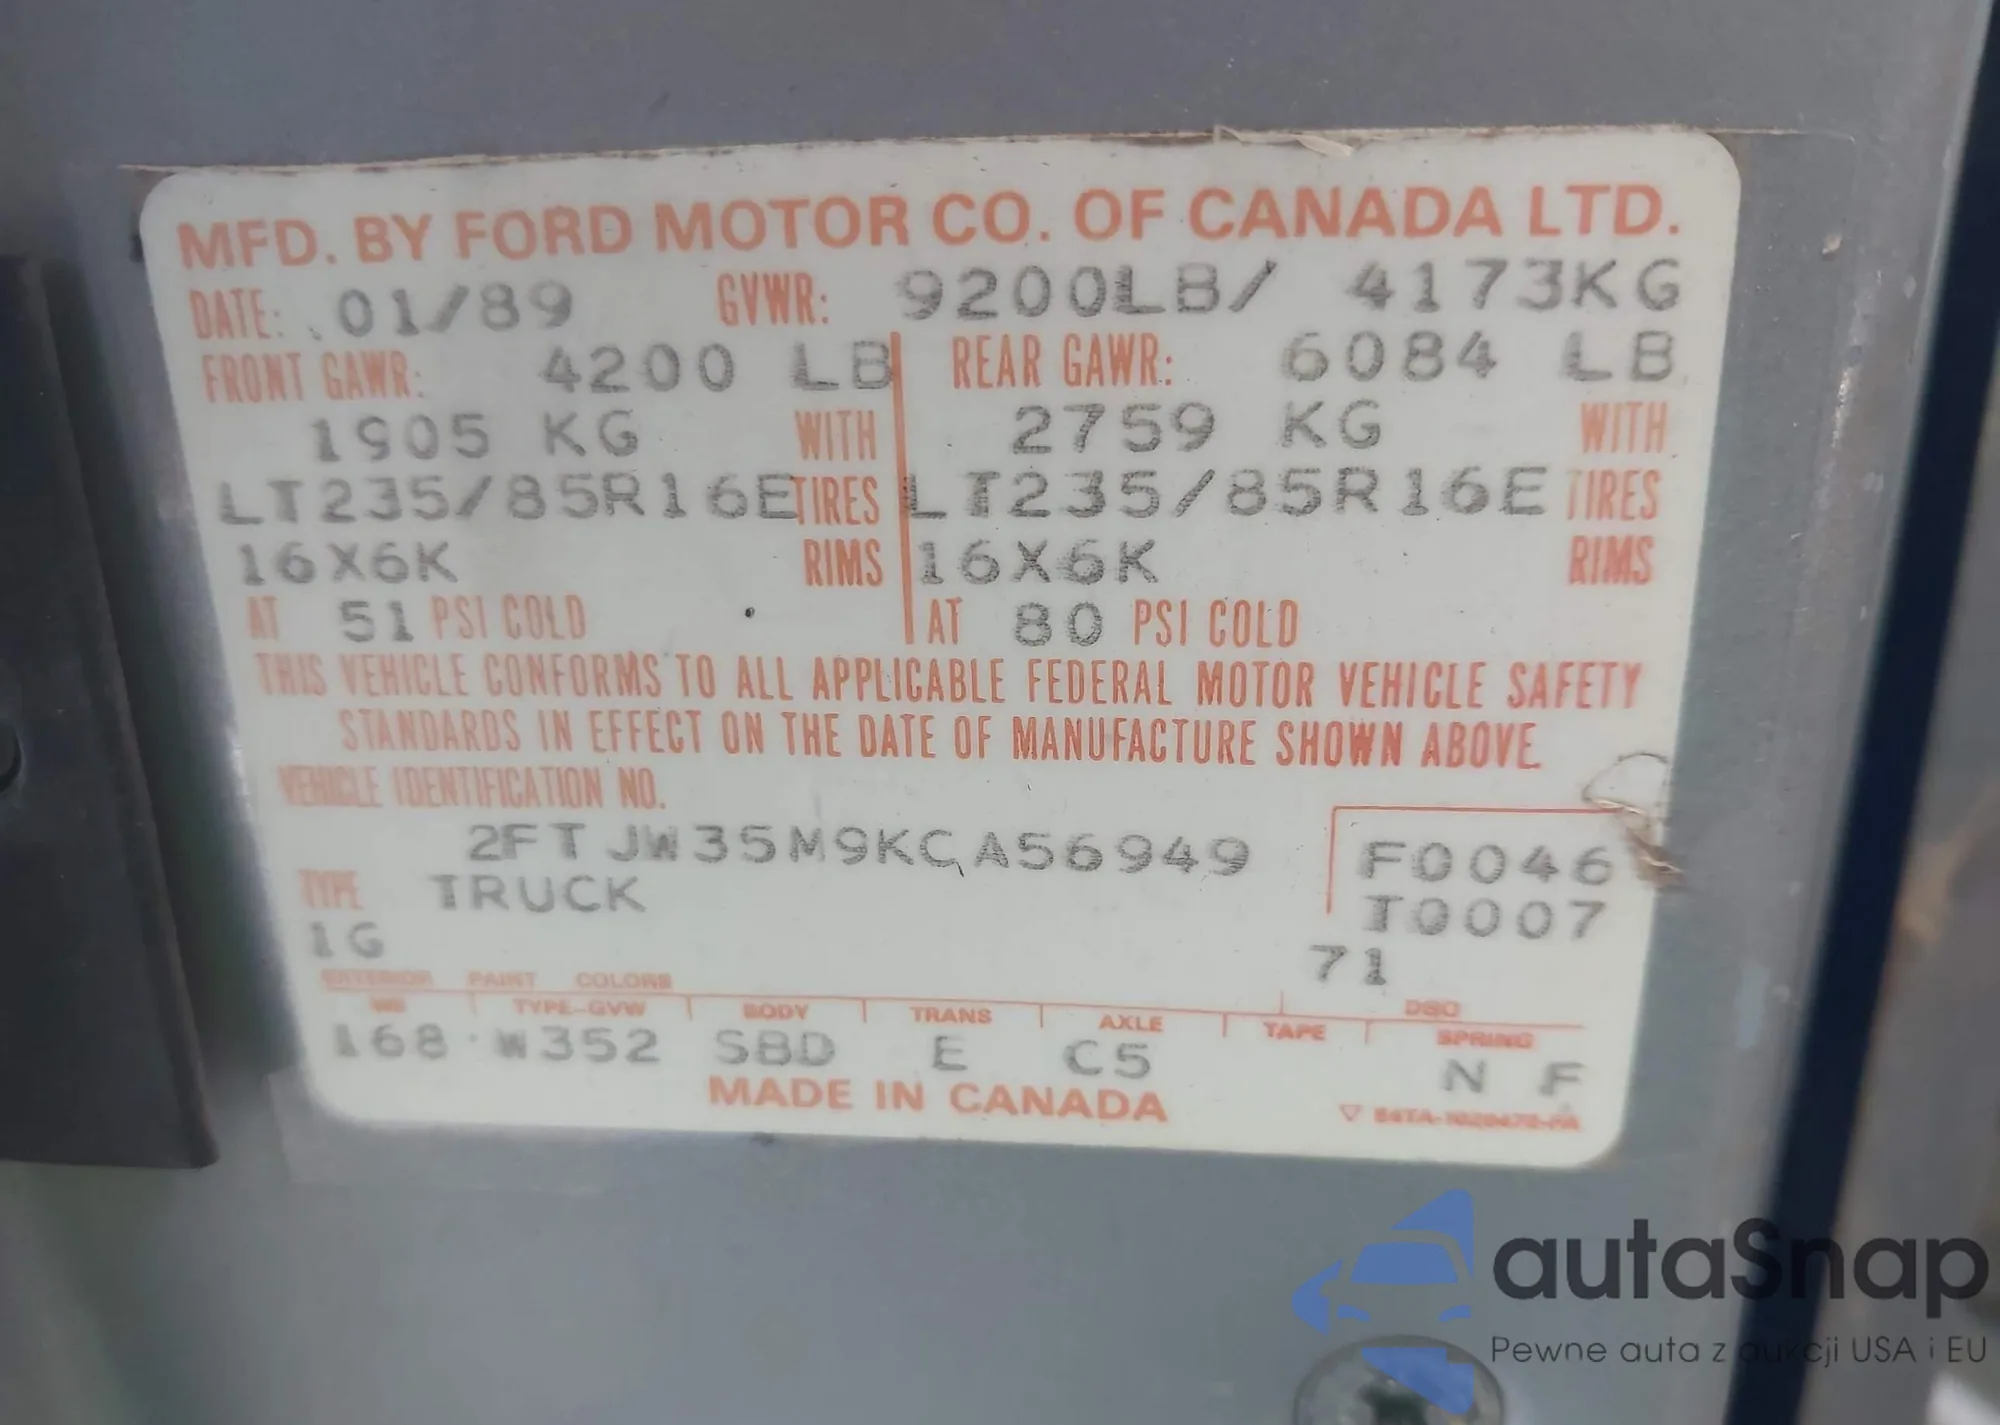 MFD. BY FORD MOTOR CO. OF CANADA LTD.
DATE: 01/89 GVWR: 9200LB/ 4173KG
FRONT GAWR: 4200 LB REAR GAWR: 6084 LB
1905 KG WITH 2759 KG WITH
LT235/85R16E TIRES LT235/85R16E TIRES
16X6K RIMS 16X6K RIMS
AT 51 PSI COLD AT 80 PSI COLD
THIS VEHICLE CONFORMS TO ALL APPLICABLE FEDERAL MOTOR VEHICLE SAFETY
STANDARDS IN EFFECT ON THE DATE OF MANUFACTURE SHOWN ABOVE.
VEHICLE IDENTIFICATION NO.
2FTJW35M9KCA56949 F0046
TYPE TRUCK T0007
1G 71
EXTERIOR PAINT COLORS DSO
WB TYPE-GVW BODY TRANS AXLE TAPE SPRING
168 W352 SBD E C5 N F
MADE IN CANADA
autaSnap
Pewne auta z aukcji USA i EU